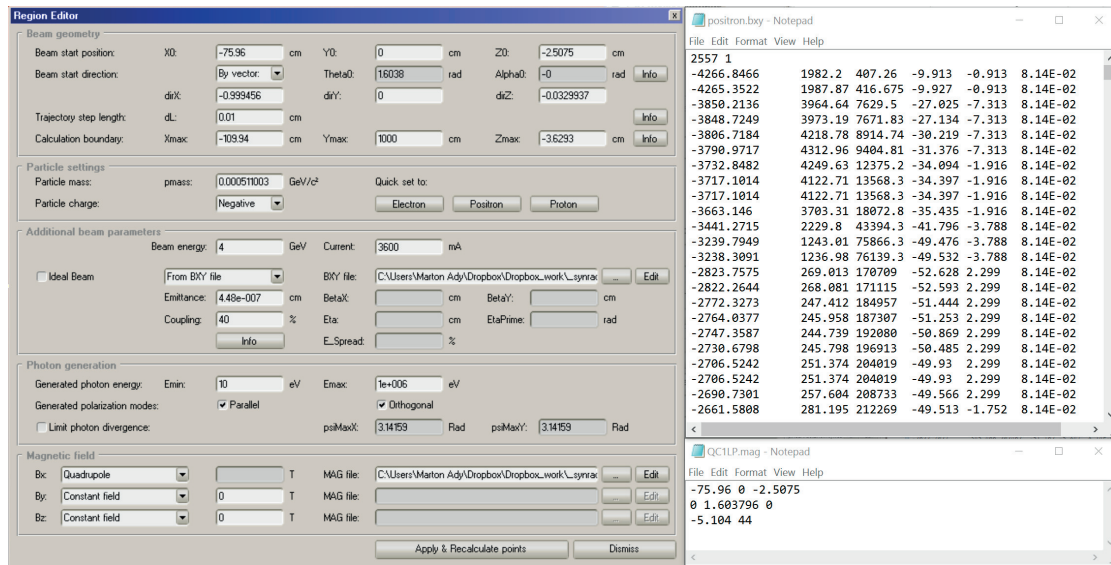 Region Editor
Beam geometry
Beam start position: X0: -75.96 cm Y0: 0 cm Z0: -2.5075 cm
Beam start direction: By vector: Theta0: 1.6038 rad Alpha0: -0 rad Info
dirX: -0.999456 dirY: 0 dirZ: -0.0329937
Trajectory step length: dL: 0.01 cm Info
Calculation boundary: Xmax: -109.94 cm Ymax: 1000 cm Zmax: -3.6293 cm Info
Particle settings
Particle mass: pmass: 0.000511003 GeV/c² Quick set to:
Particle charge: Negative Electron Positron Proton
Additional beam parameters
Beam energy: 4 GeV Current: 3600 mA
Ideal Beam From BXY file BXY file: C:\Users\Marton Ady\Dropbox\Dropbox_work\_synrac ... Edit
Emittance: 4.48e-007 cm BetaX: cm BetaY: cm
Coupling: 40 % Eta: cm EtaPrime: rad
Info E_Spread: %
Photon generation
Generated photon energy: Emin: 10 eV Emax: 1e+006 eV
Generated polarization modes: Parallel Orthogonal
Limit photon divergence: psiMaxX: 3.14159 Rad psiMaxY: 3.14159 Rad
Magnetic field
Bx: Quadrupole T MAG file: C:\Users\Marton Ady\Dropbox\Dropbox_work\_synrac ... Edit
By: Constant field 0 T MAG file: ... Edit
Bz: Constant field 0 T MAG file: ... Edit
Apply & Recalculate points Dismiss
positron.bxy - Notepad
File Edit Format View Help
2557 1
-4266.8466 1982.2 407.26 -9.913 -0.913 8.14E-02
-4265.3522 1987.87 416.675 -9.927 -0.913 8.14E-02
-3850.2136 3964.64 7629.5 -27.025 -7.313 8.14E-02
-3848.7249 3973.19 7671.83 -27.134 -7.313 8.14E-02
-3806.7184 4218.78 8914.74 -30.219 -7.313 8.14E-02
-3790.9717 4312.96 9404.81 -31.376 -7.313 8.14E-02
-3732.8482 4249.63 12375.2 -34.094 -1.916 8.14E-02
-3717.1014 4122.71 13568.3 -34.397 -1.916 8.14E-02
-3717.1014 4122.71 13568.3 -34.397 -1.916 8.14E-02
-3663.146 3703.31 18072.8 -35.435 -1.916 8.14E-02
-3441.2715 2229.8 43394.3 -41.796 -3.788 8.14E-02
-3239.7949 1243.01 75866.3 -49.476 -3.788 8.14E-02
-3238.3091 1236.98 76139.3 -49.532 -3.788 8.14E-02
-2823.7575 269.013 170709 -52.628 2.299 8.14E-02
-2822.2644 268.081 171115 -52.593 2.299 8.14E-02
-2772.3273 247.412 184957 -51.444 2.299 8.14E-02
-2764.0377 245.958 187307 -51.253 2.299 8.14E-02
-2747.3587 244.739 192080 -50.869 2.299 8.14E-02
-2730.6798 245.798 196913 -50.485 2.299 8.14E-02
-2706.5242 251.374 204019 -49.93 2.299 8.14E-02
-2706.5242 251.374 204019 -49.93 2.299 8.14E-02
-2690.7301 257.604 208733 -49.566 2.299 8.14E-02
-2661.5808 281.195 212269 -49.513 -1.752 8.14E-02
QC1LP.mag - Notepad
File Edit Format View Help
-75.96 0 -2.5075
0 1.603796 0
-5.104 44